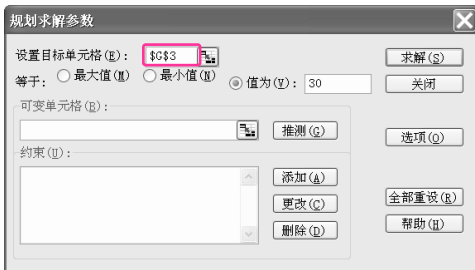 规划求解参数
设置目标单元格(E): $G$3 求解(S)
等于: 最大值(M) 最小值(N) 值为(V): 30 关闭
可变单元格(B):
推测(G) 选项(O)
约束(U):
添加(A)
更改(C) 全部重设(R)
删除(D) 帮助(H)